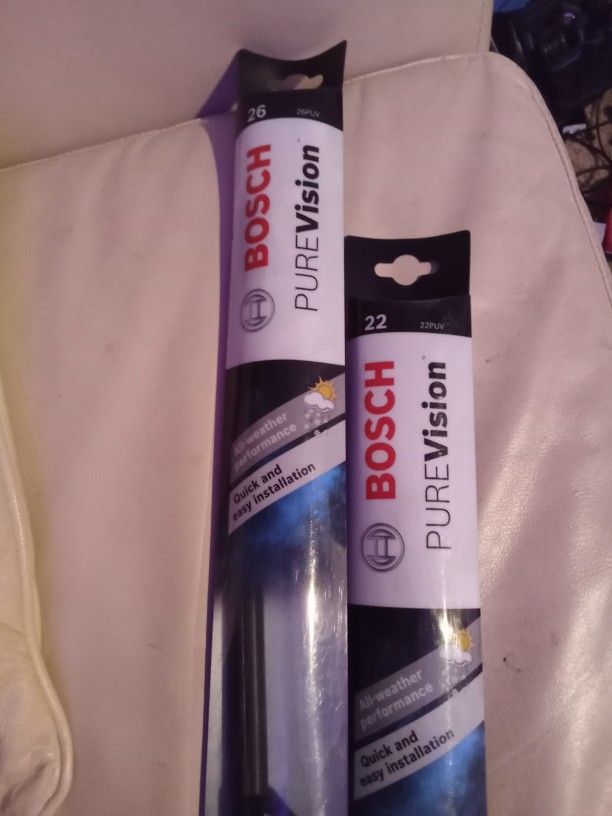 26 26PUV
BOSCH
PUREVision
All-weather
performance
Quick and
easy installation
22 22PUV
BOSCH
PUREVision
All-weather
performance
Quick and
easy installation